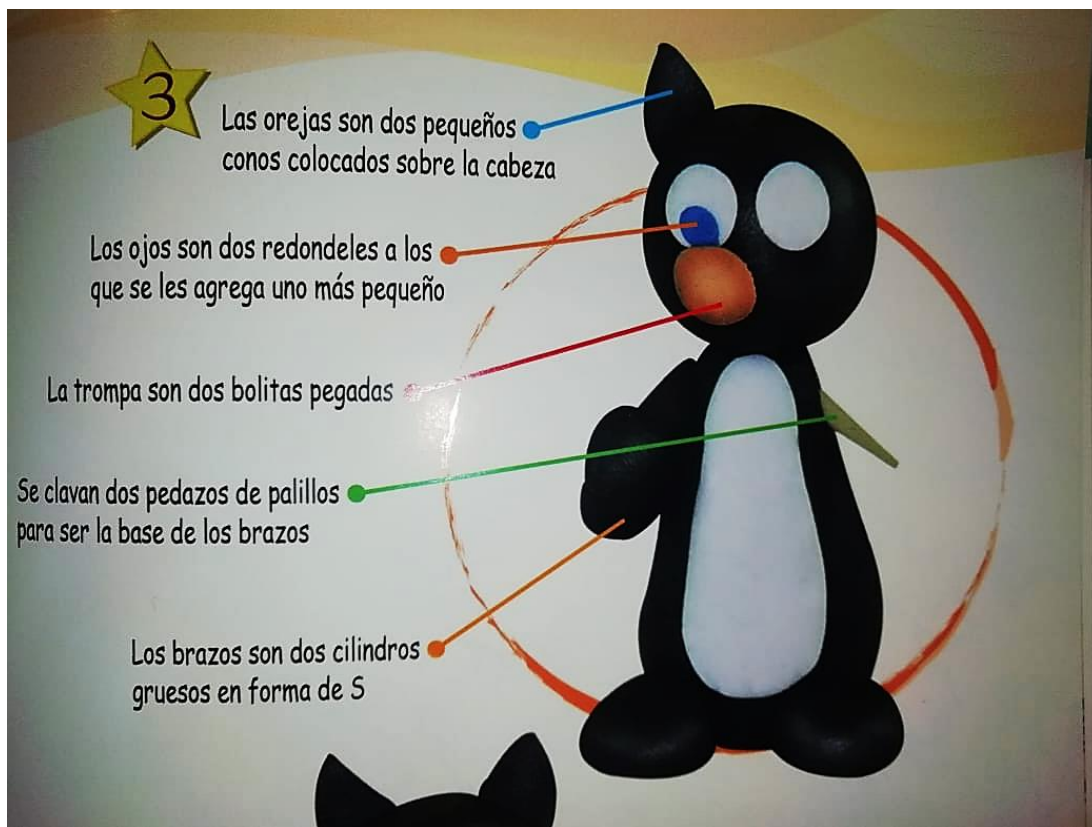 3
Las orejas son dos pequeños
conos colocados sobre la cabeza
Los ojos son dos redondeles a los
que se les agrega uno más pequeño
La trompa son dos bolitas pegadas
Se clavan dos pedazos de palillos
para ser la base de los brazos
Los brazos son dos cilindros
gruesos en forma de S